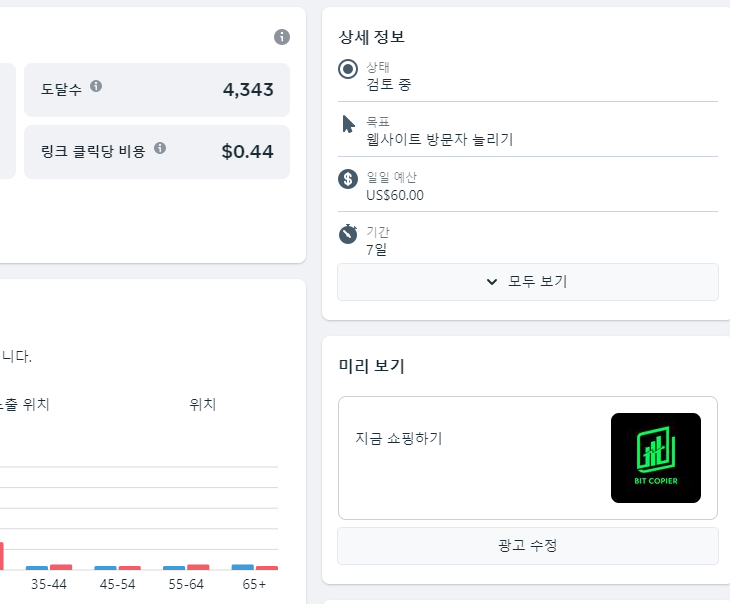 도달수
4,343
링크 클릭당 비용
$0.44
니다.
출 위치
위치
35-44
45-54
55-64
65+
상세 정보
상태
검토 중
목표
웹사이트 방문자 늘리기
일일 예산
US$60.00
기간
7일
모두 보기
미리 보기
지금 쇼핑하기
BIT COPIER
광고 수정